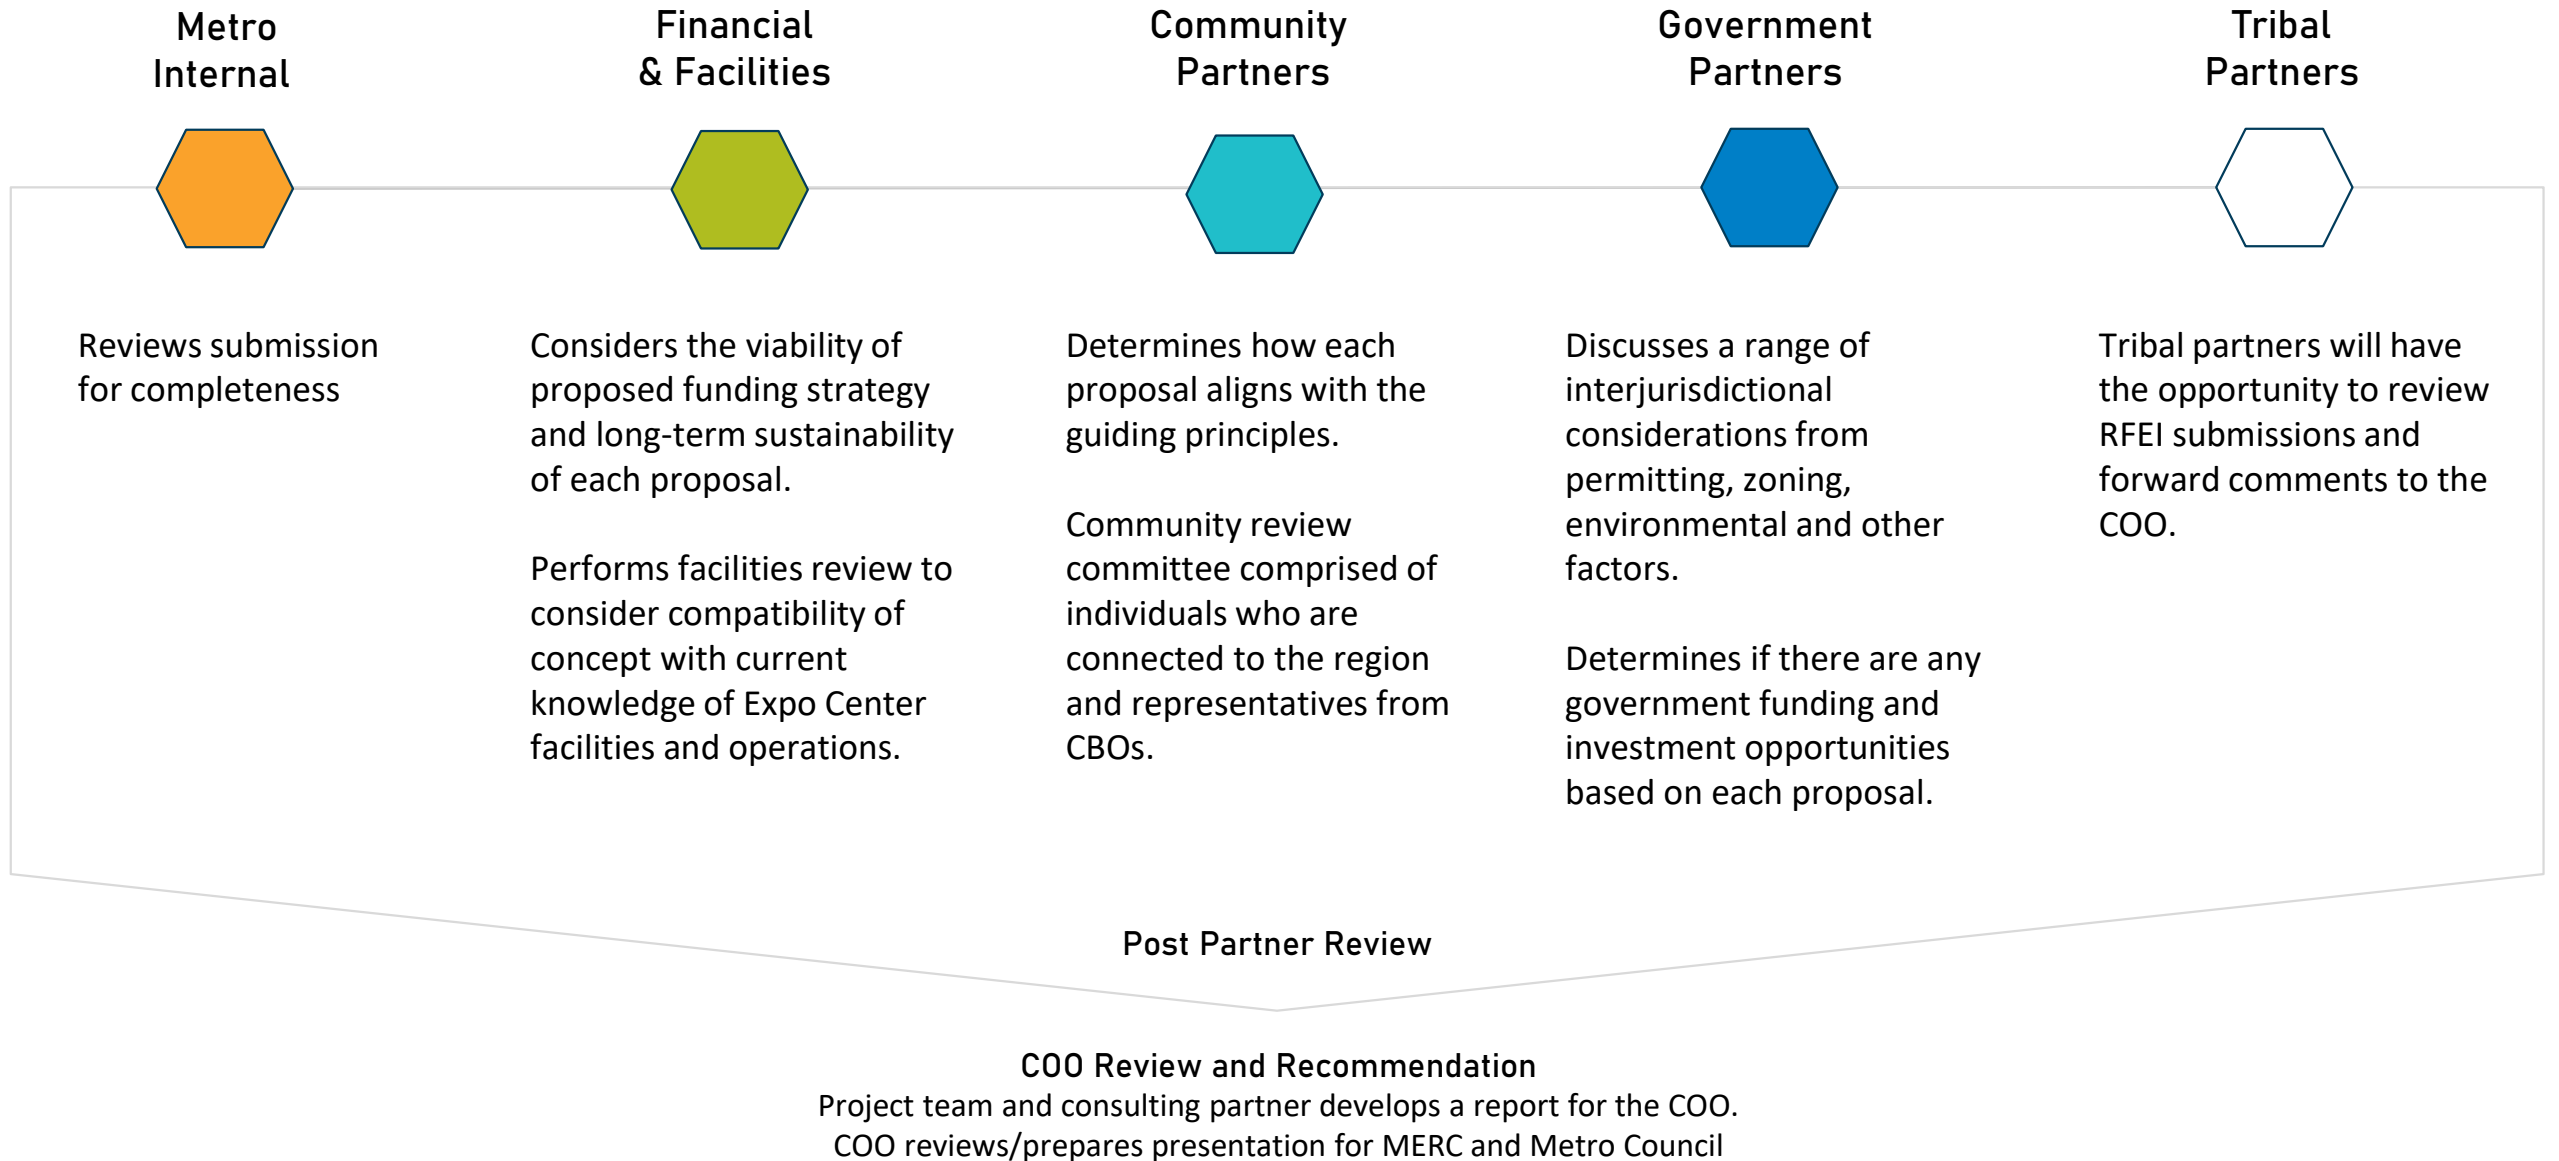 Metro
Internal
Financial
& Facilities
Community
Partners
Government
Partners
Tribal
Partners
Reviews submission
for completeness
Considers the viability of
proposed funding strategy
and long-term sustainability
of each proposal.
Performs facilities review to
consider compatibility of
concept with current
knowledge of Expo Center
facilities and operations.
Determines how each
proposal aligns with the
guiding principles.
Community review
committee comprised of
individuals who are
connected to the region
and representatives from
CBOs.
Discusses a range of
interjurisdictional
considerations from
permitting, zoning,
environmental and other
factors.
Determines if there are any
government funding and
investment opportunities
based on each proposal.
Tribal partners will have
the opportunity to review
RFEI submissions and
forward comments to the
COO.
Post Partner Review
COO Review and Recommendation
Project team and consulting partner develops a report for the COO.
COO reviews/prepares presentation for MERC and Metro Council